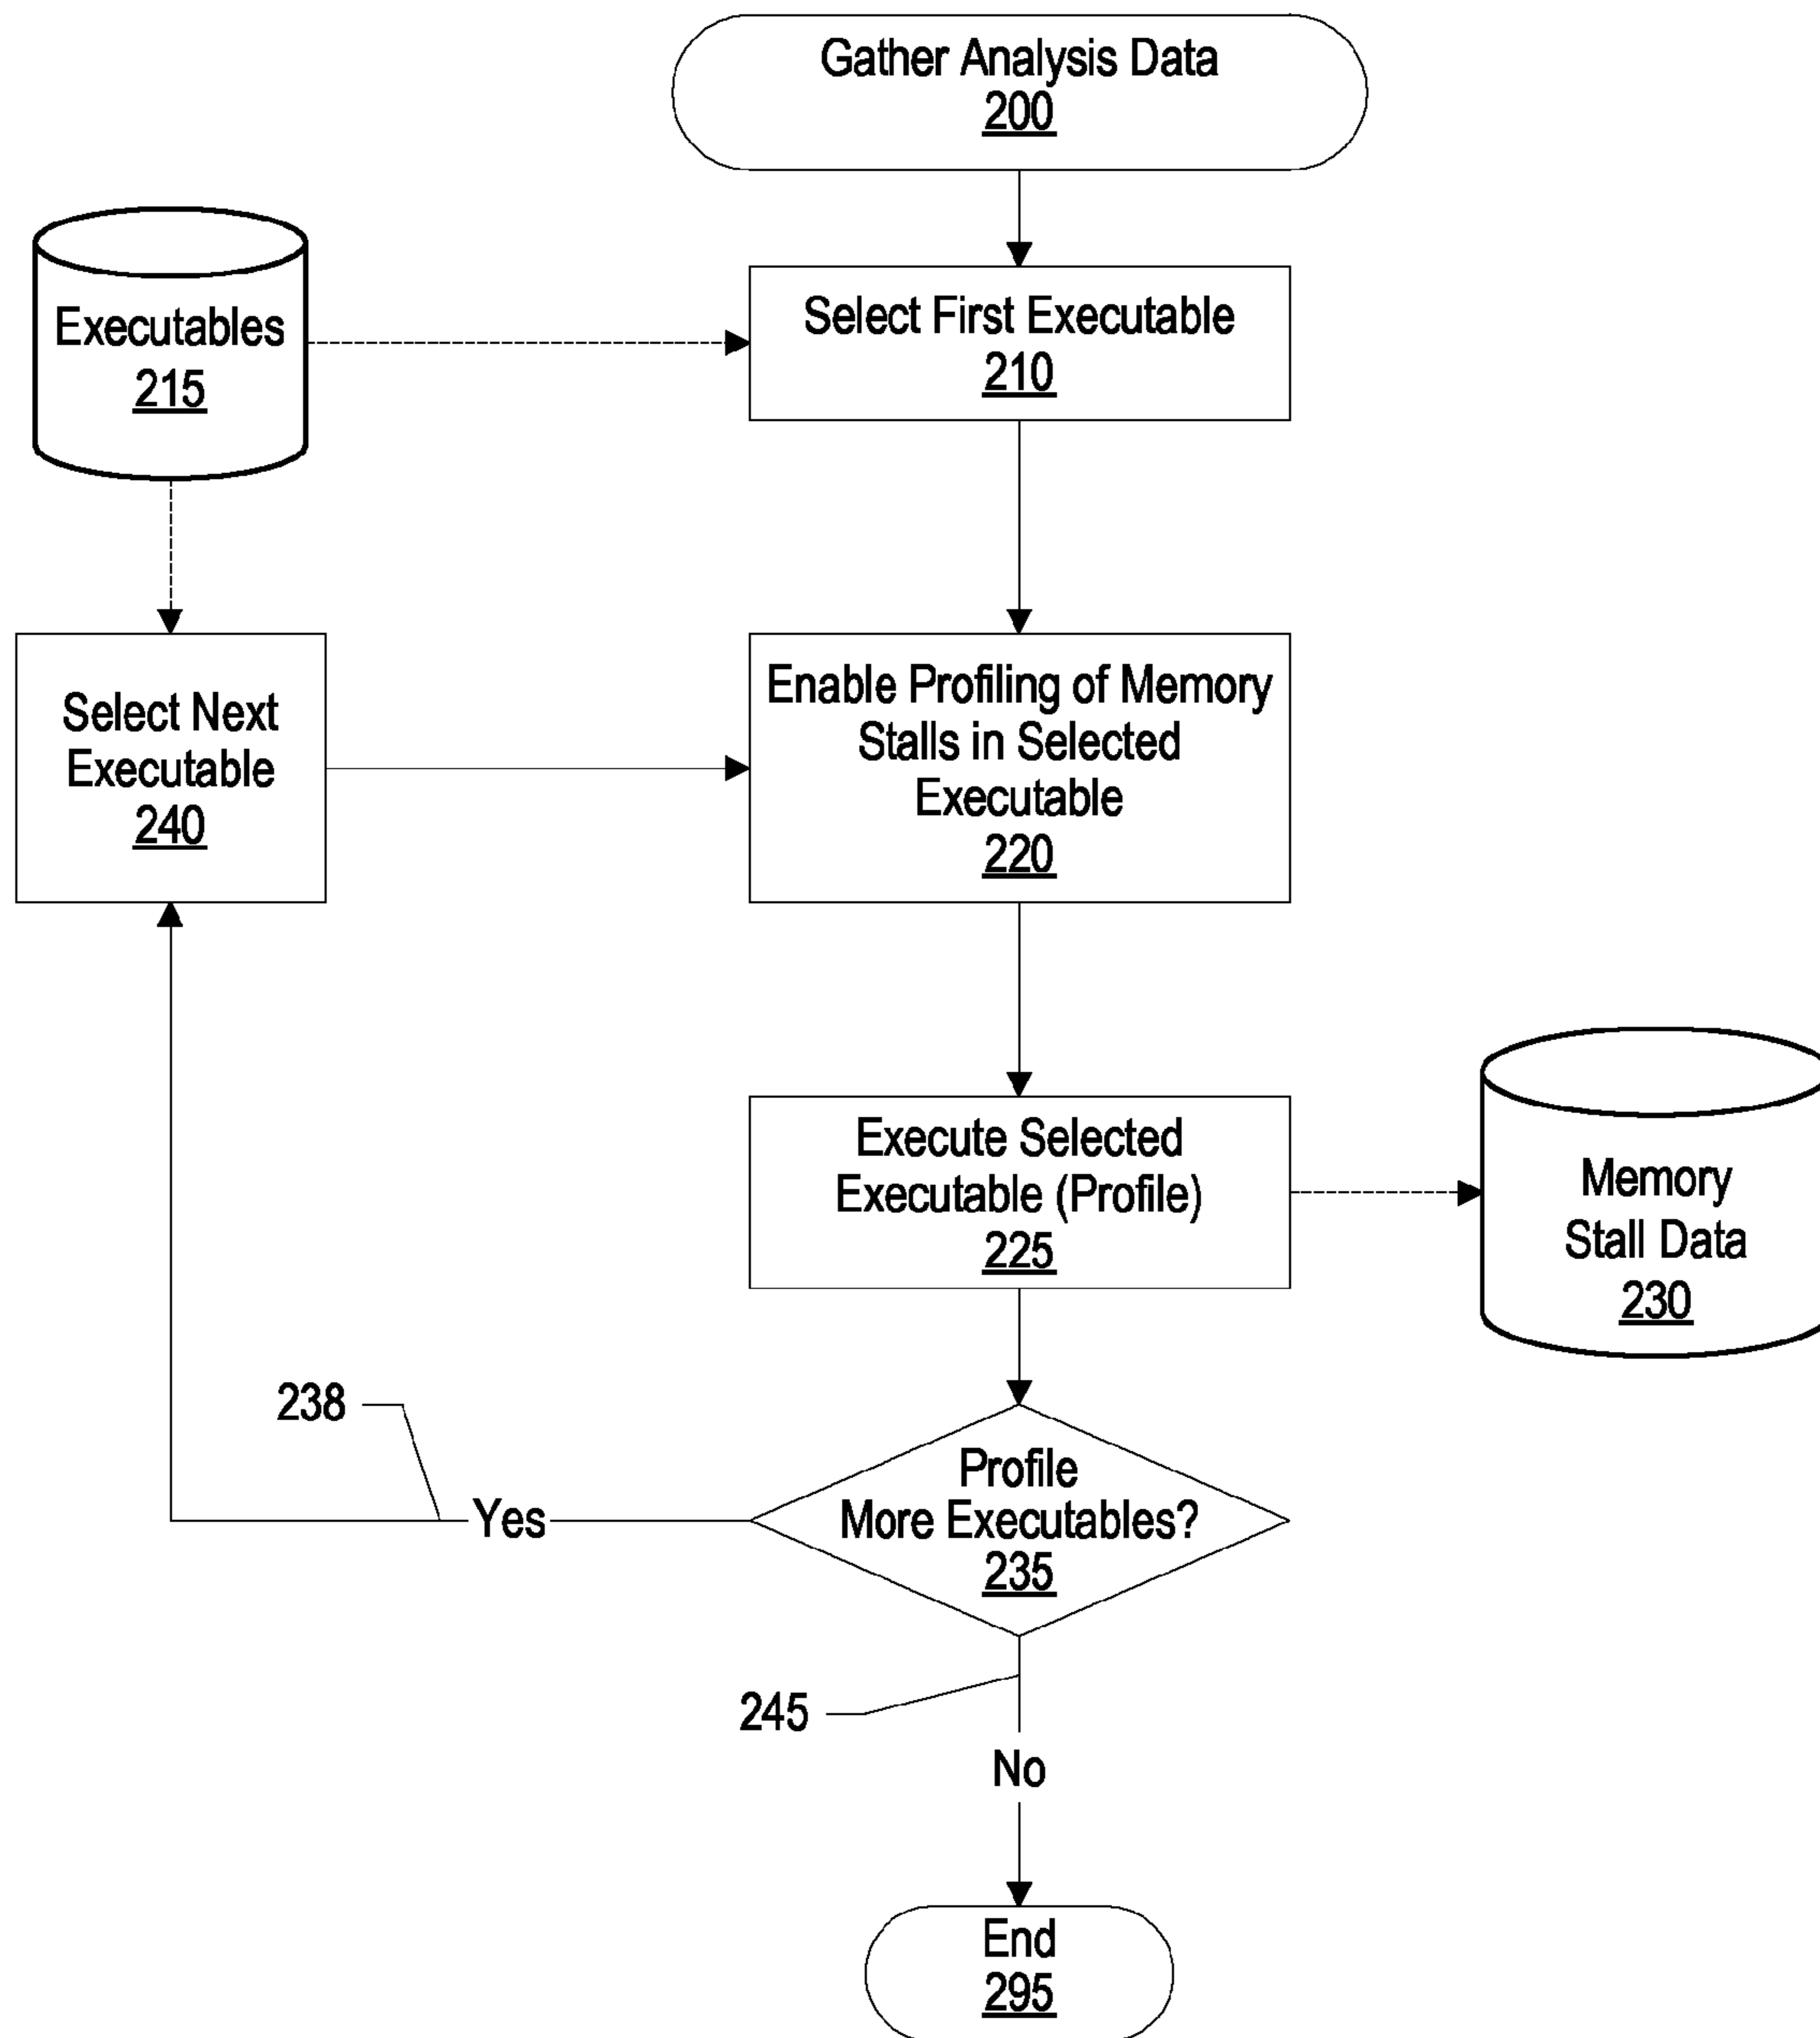 Gather Analysis Data
200
Executables
215
Select First Executable
210
Select Next
Executable
240
Enable Profiling of Memory
Stalls in Selected
Executable
220
Execute Selected
Executable (Profile)
225
Memory
Stall Data
230
238
Yes
Profile
More Executables?
235
245
No
End
295